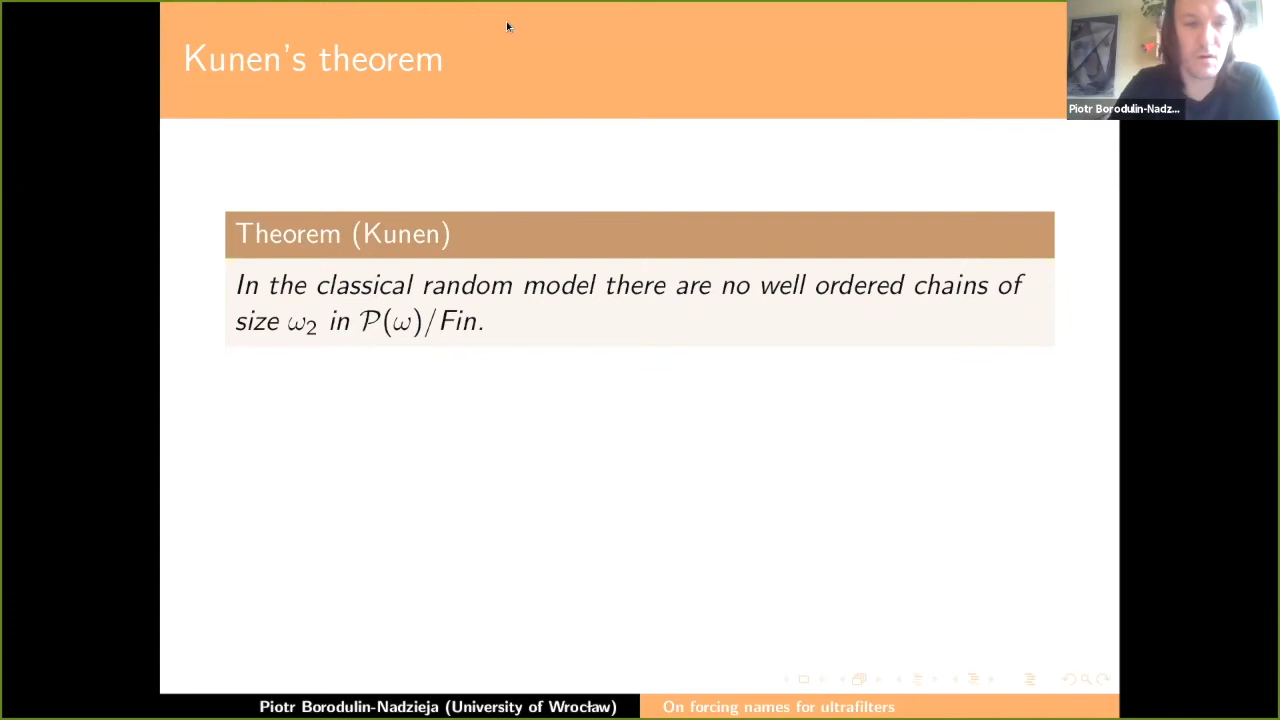 Kunen's theorem
Piotr Borodulin-Nadz...
Theorem (Kunen)
In the classical random model there are no well ordered chains of
size ω₂ in 𝒫(ω)/Fin.
Piotr Borodulin-Nadzieja (University of Wrocław)
On forcing names for ultrafilters